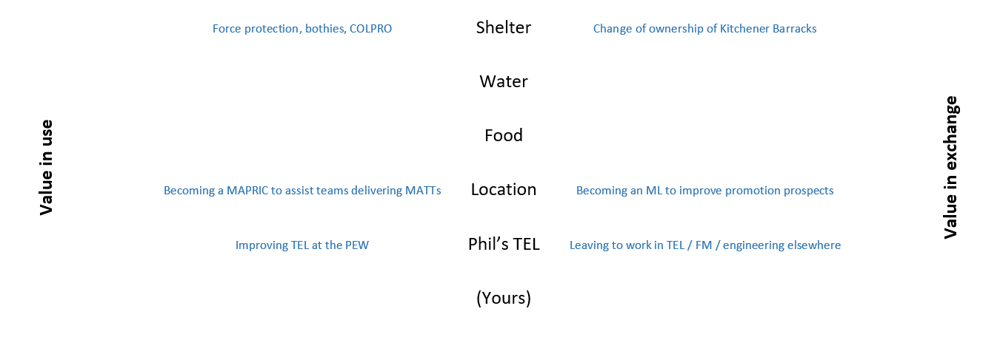 Force protection, bothies, COLPRO Shelter Change of ownership of Kitchener Barracks
Water
Food
Value in use
Value in exchange
Becoming a MAPRIC to assist teams delivering MATTs Location Becoming an ML to improve promotion prospects
Improving TEL at the PEW Phil’s TEL Leaving to work in TEL / FM / engineering elsewhere
(Yours)